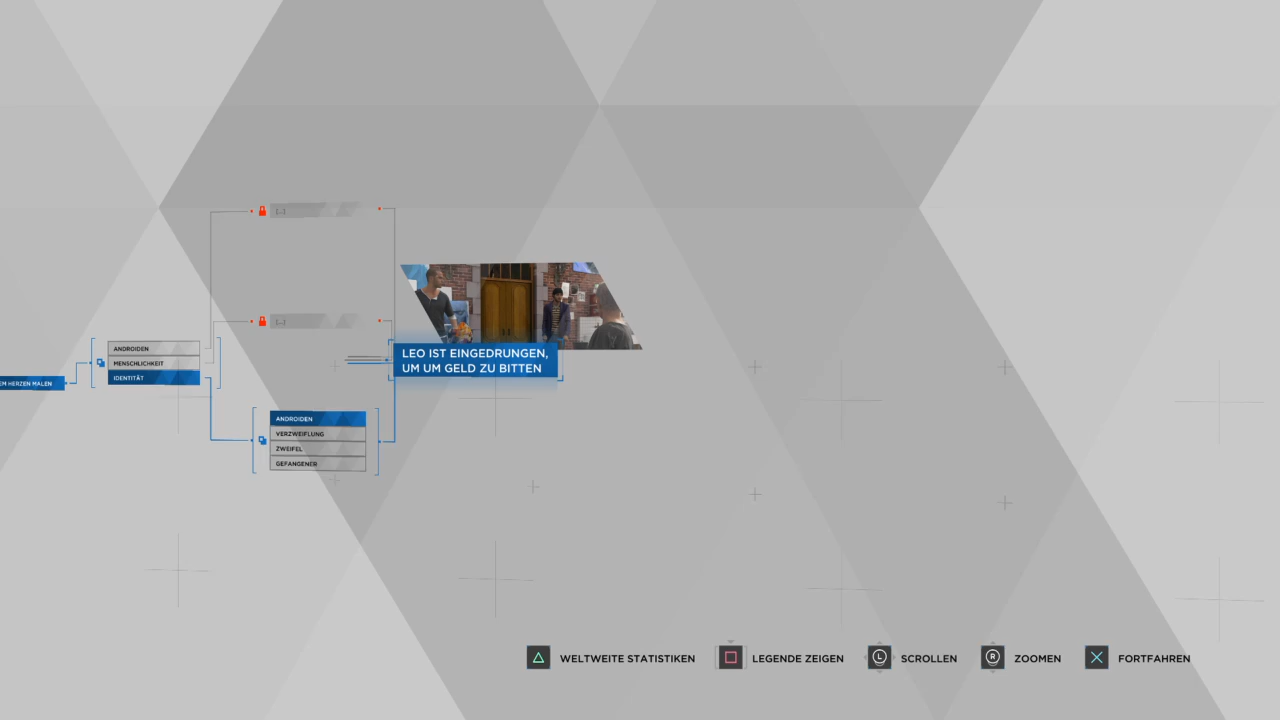 [...]
[...]
ANDROIDEN
MENSCHLICHKEIT
IDENTITÄT
EM HERZEN MALEN
LEO IST EINGEDRUNGEN,
UM UM GELD ZU BITTEN
ANDROIDEN
VERZWEIFLUNG
ZWEIFEL
GEFANGENER
WELTWEITE STATISTIKEN
LEGENDE ZEIGEN
L
SCROLLEN
R
ZOOMEN
FORTFAHREN